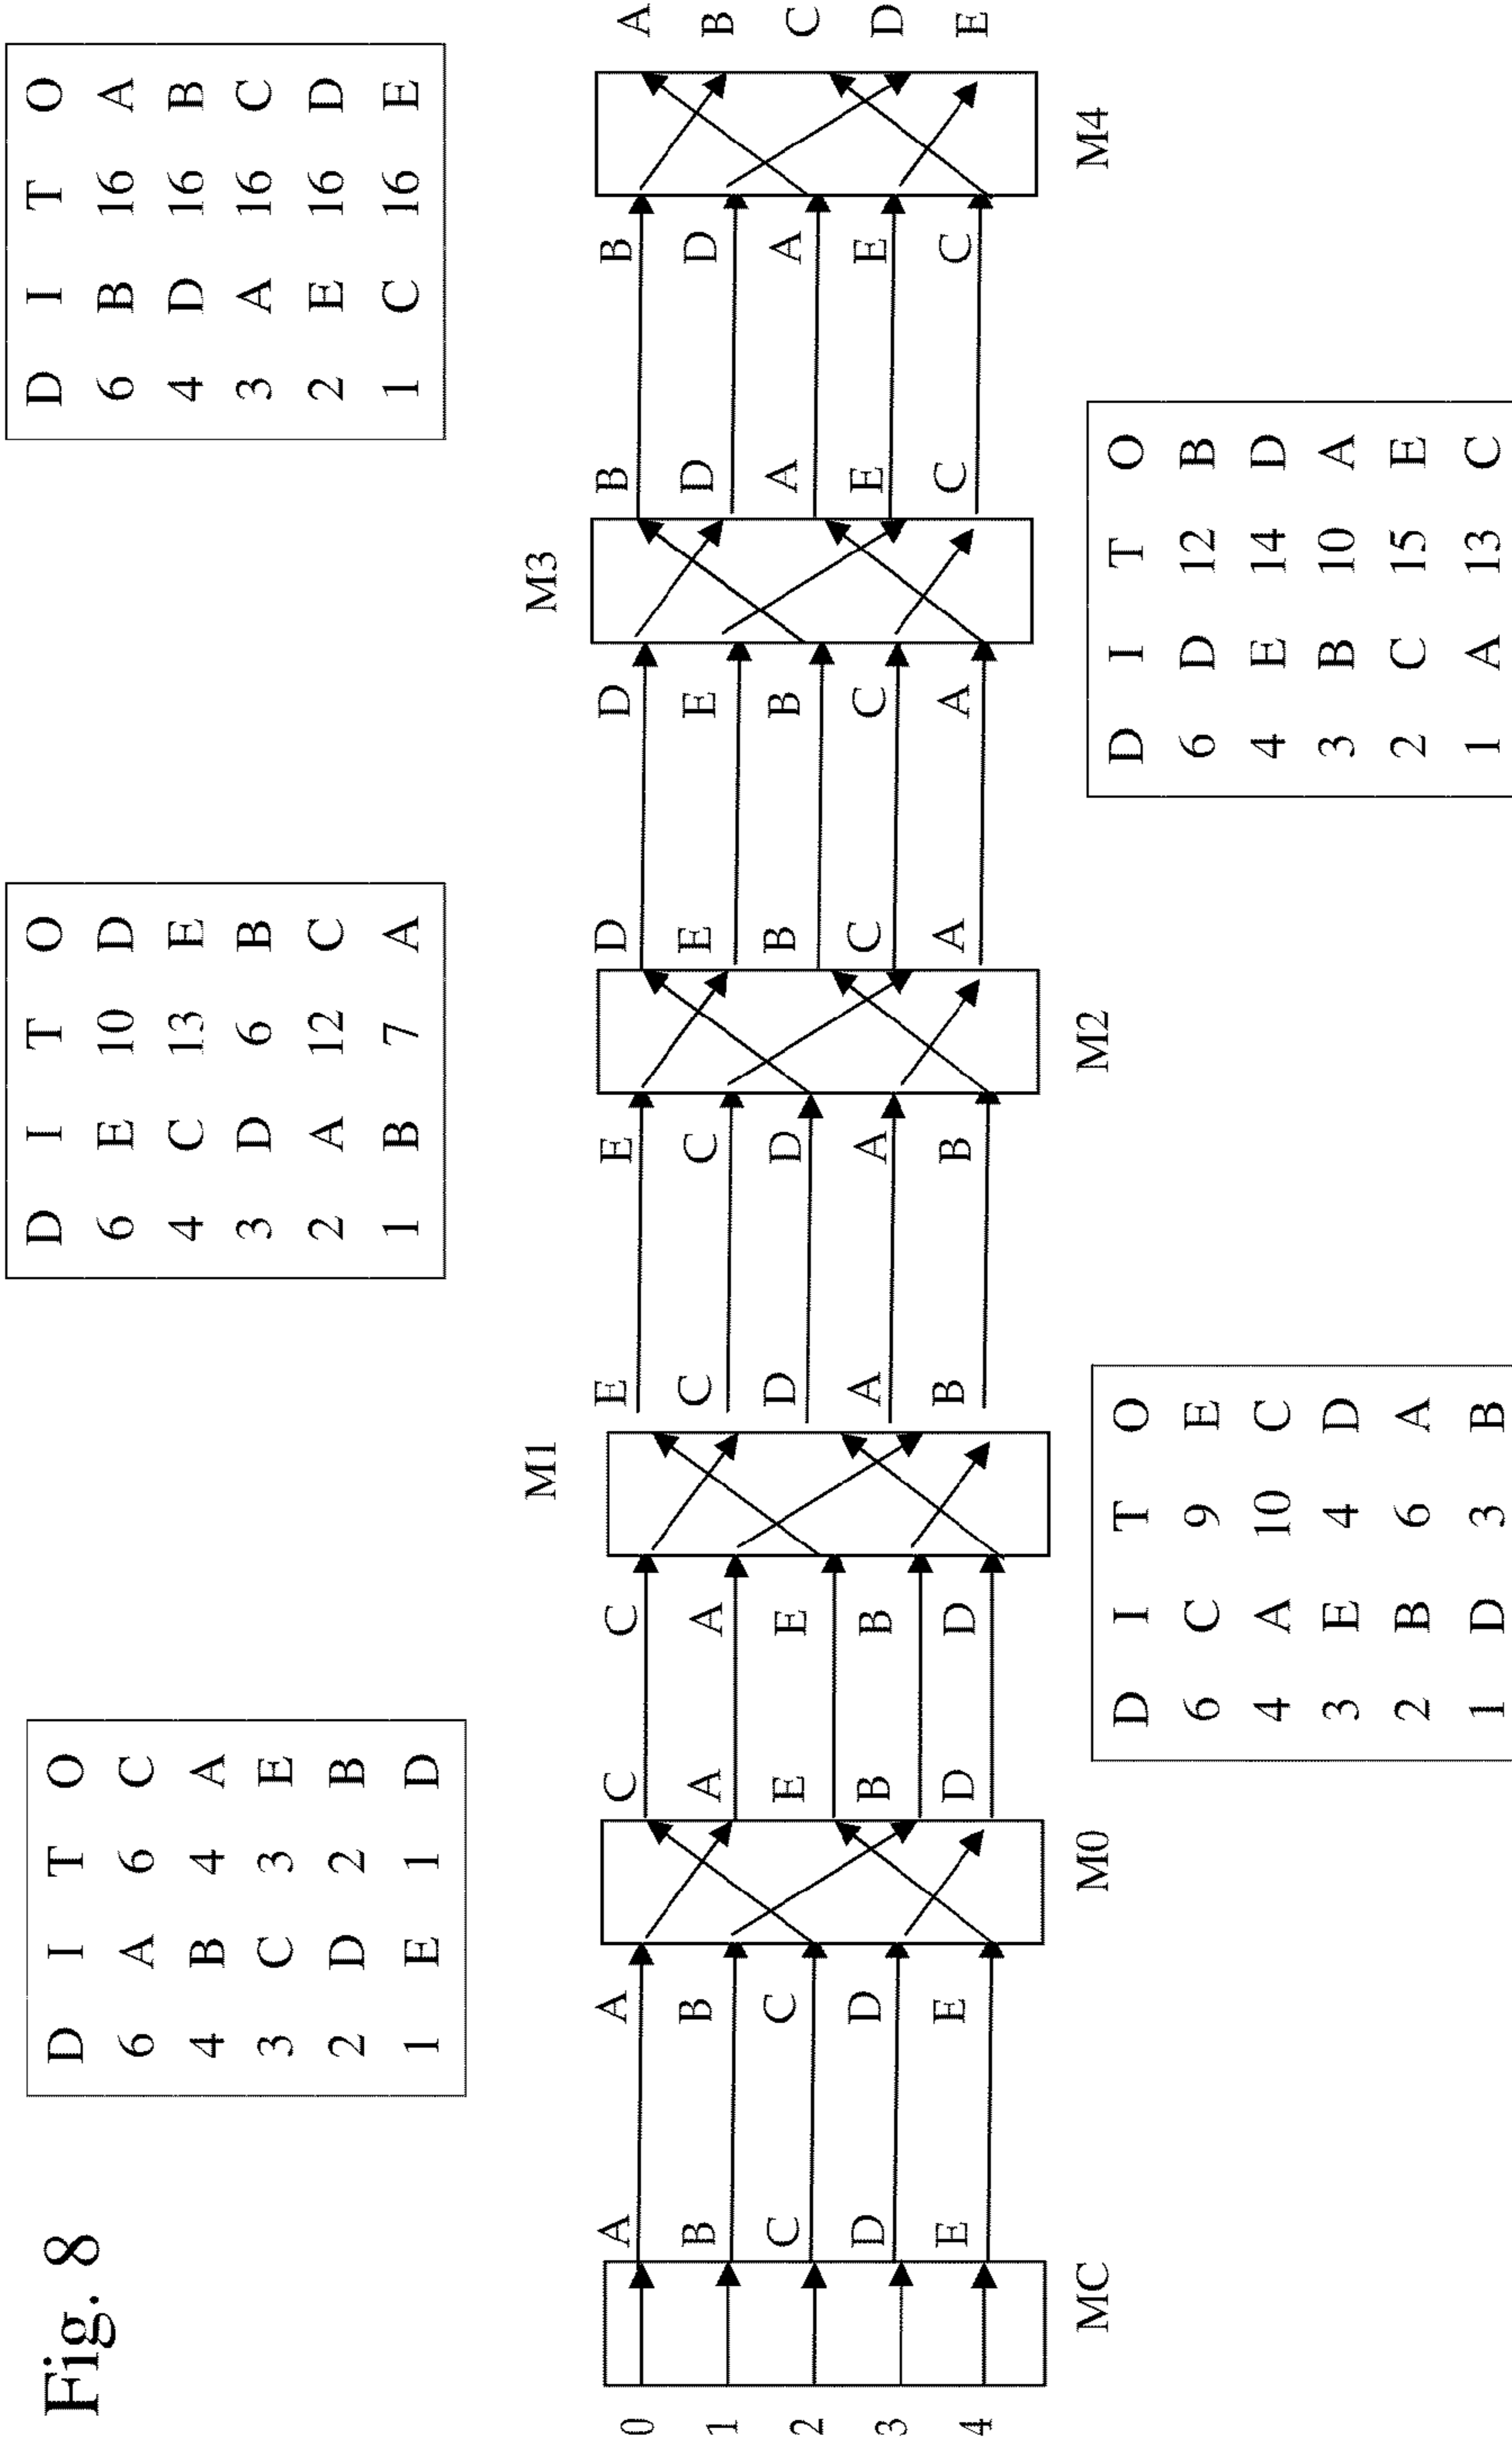 Fig. 8
D I T O
6 A 6 C
4 B 4 A
3 C 3 E
2 D 2 B
1 E 1 D
D I T O
6 E 10 D
4 C 13 E
3 D 6 B
2 A 12 C
1 B 7 A
D I T O
6 B 16 A
4 D 16 B
3 A 16 C
2 E 16 D
1 C 16 E
M1
M3
0 A A C C E E D D B B A
1 B B A A C C E E D D B
2 C C E E D D B B A A C
3 D D B B A A C C E E D
4 E E D D B B A A C C E
MC
M0
M2
M4
D I T O
6 C 9 E
4 A 10 C
3 E 4 D
2 B 6 A
1 D 3 B
D I T O
6 D 12 B
4 E 14 D
3 B 10 A
2 C 15 E
1 A 13 C